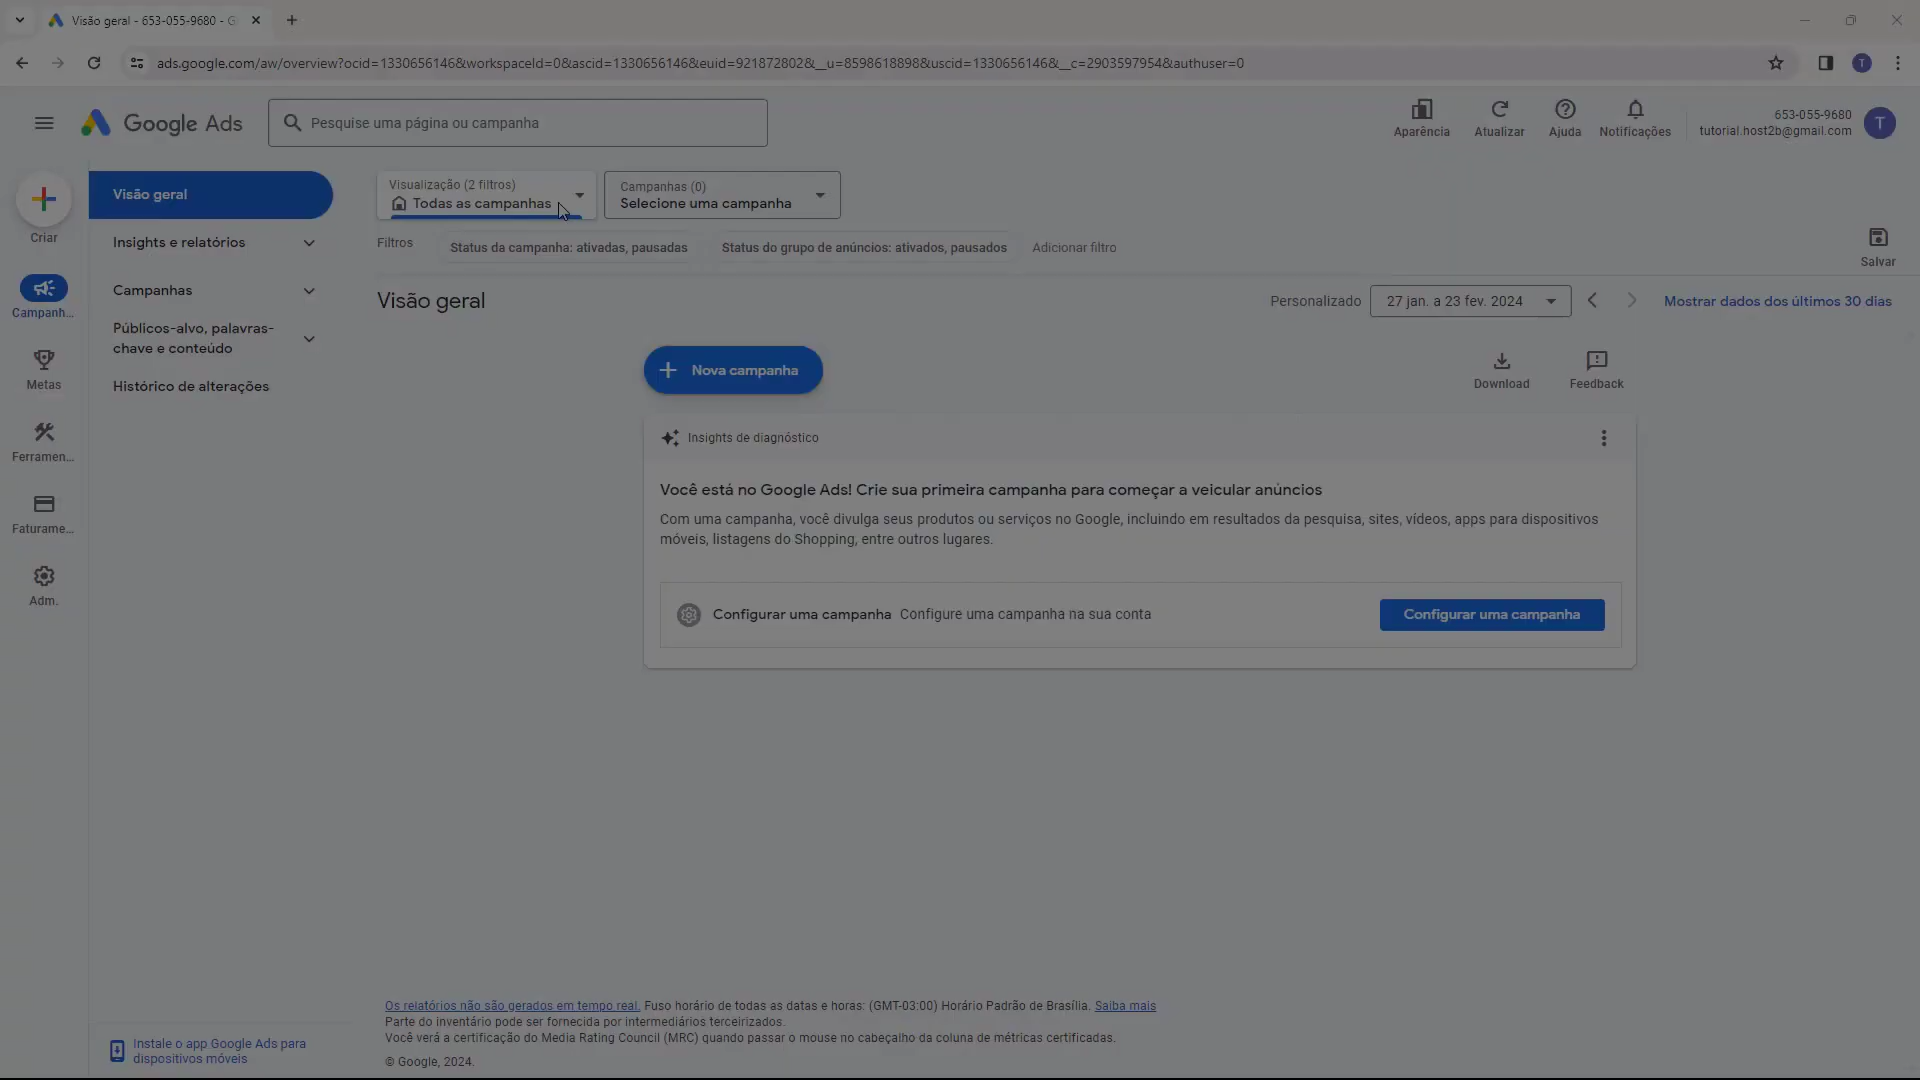 Visão geral - 653-055-9680 - G
ads.google.com/aw/overview?ocid=1330656146&workspaceId=0&ascid=1330656146&euid=921872802&__u=8598618898&uscid=1330656146&__c=2903597954&authuser=0
T
Google Ads
Pesquise uma página ou campanha
Aparência
Atualizar
Ajuda
Notificações
653-055-9680
tutorial.host2b@gmail.com
T
Criar
Campanh...
Metas
Ferramen...
Faturame...
Adm.
Visão geral
Insights e relatórios
Campanhas
Públicos-alvo, palavras-
chave e conteúdo
Histórico de alterações
Instale o app Google Ads para
dispositivos móveis
Visualização (2 filtros)
Todas as campanhas
Campanhas (0)
Selecione uma campanha
Filtros
Status da campanha: ativadas, pausadas
Status do grupo de anúncios: ativados, pausados
Adicionar filtro
Salvar
Visão geral
Personalizado
27 jan. a 23 fev. 2024
Mostrar dados dos últimos 30 dias
Nova campanha
Download
Feedback
Insights de diagnóstico
Você está no Google Ads! Crie sua primeira campanha para começar a veicular anúncios
Com uma campanha, você divulga seus produtos ou serviços no Google, incluindo em resultados da pesquisa, sites, vídeos, apps para dispositivos
móveis, listagens do Shopping, entre outros lugares.
Configurar uma campanha Configure uma campanha na sua conta
Configurar uma campanha
Os relatórios não são gerados em tempo real. Fuso horário de todas as datas e horas: (GMT-03:00) Horário Padrão de Brasília. Saiba mais
Parte do inventário pode ser fornecida por intermediários terceirizados.
Você verá a certificação do Media Rating Council (MRC) quando passar o mouse no cabeçalho da coluna de métricas certificadas.
© Google, 2024.